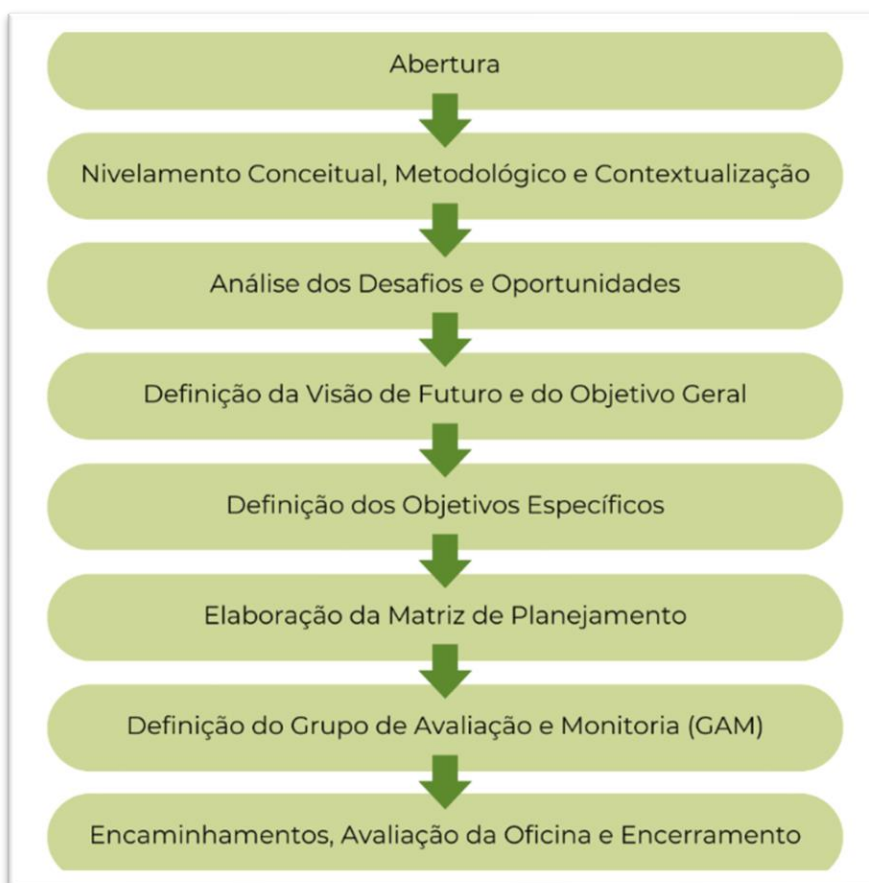 Abertura
Nivelamento Conceitual, Metodológico e Contextualização
Análise dos Desafios e Oportunidades
Definição da Visão de Futuro e do Objetivo Geral
Definição dos Objetivos Específicos
Elaboração da Matriz de Planejamento
Definição do Grupo de Avaliação e Monitoria (GAM)
Encaminhamentos, Avaliação da Oficina e Encerramento